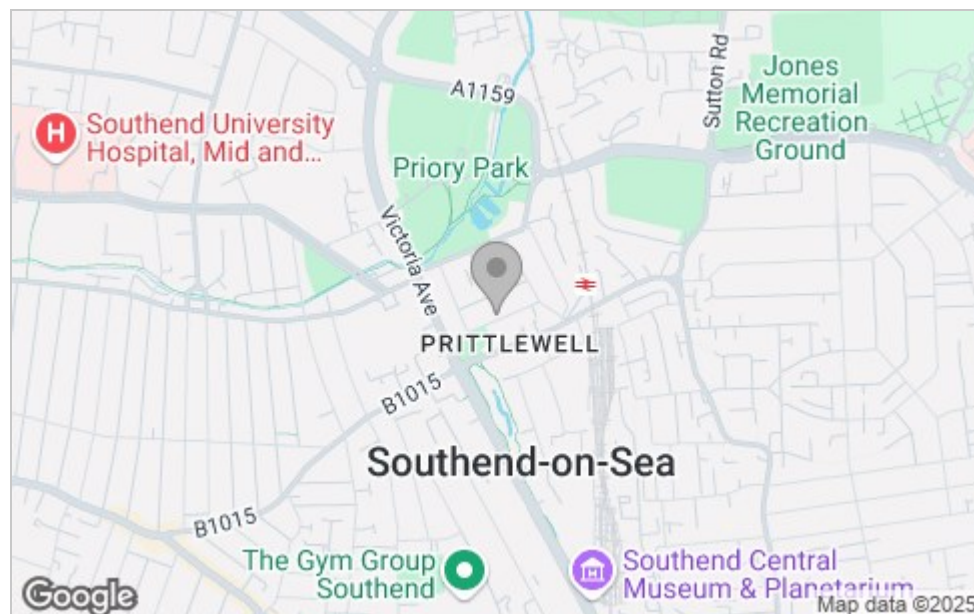 A1159
Sutton Rd
Jones
Memorial
Recreation
Ground
H
Southend University
Hospital, Mid and...
Priory Park
Victoria Ave
PRITTLEWELL
B1015
Southend-on-Sea
B1015
The Gym Group
Southend
Southend Central
Museum & Planetarium
Google
Map data ©2025